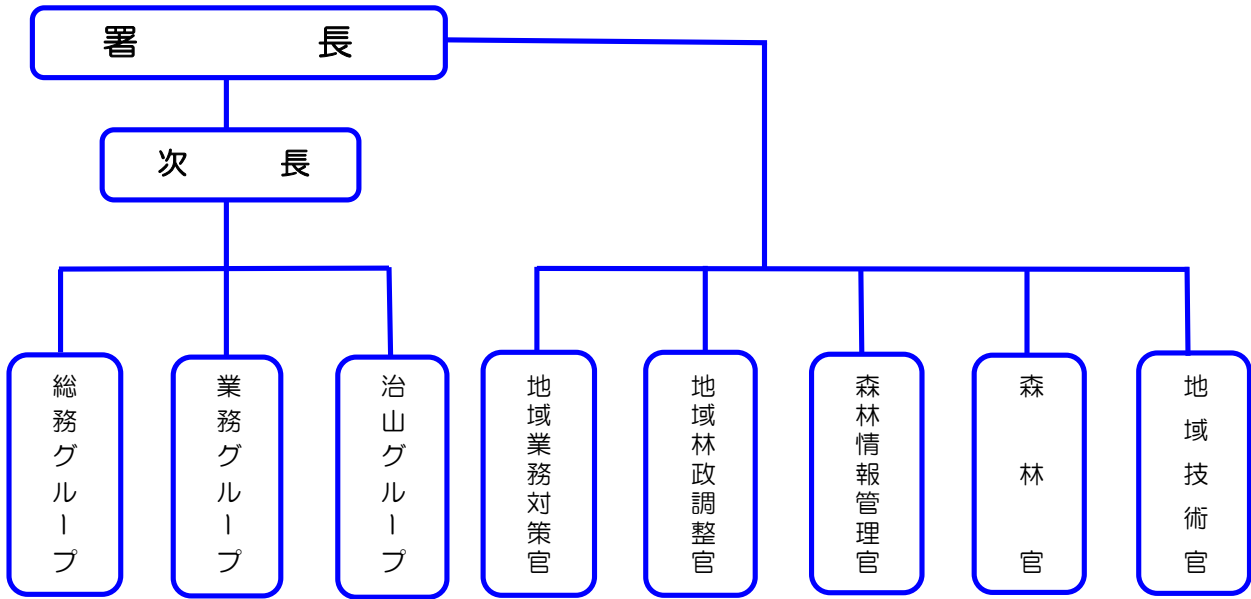 署長
次長
総務グループ
業務グループ
治山グループ
地域業務対策官
地域林政調整官
森林情報管理官
森林官
地域技術官